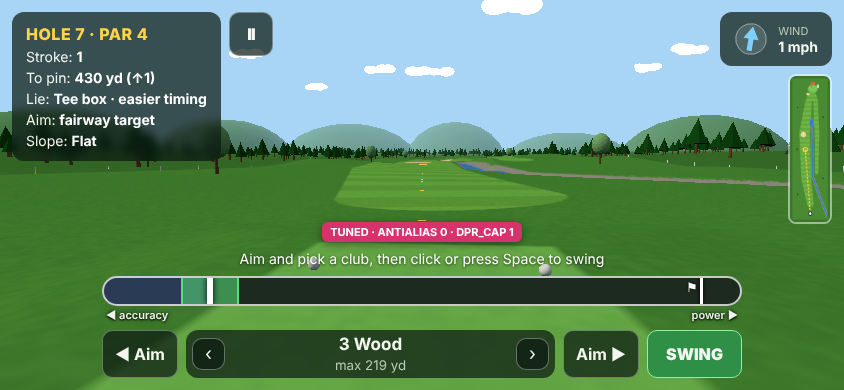 HOLE 7 · PAR 4
Stroke: 1
To pin: 430 yd (↑1)
Lie: Tee box · easier timing
Aim: fairway target
Slope: Flat
WIND
1 mph
TUNED · ANTIALIAS 0 · DPR_CAP 1
Aim and pick a club, then click or press Space to swing
◀ accuracy
power ▶
◀ Aim
‹
3 Wood
max 219 yd
›
Aim ▶
SWING